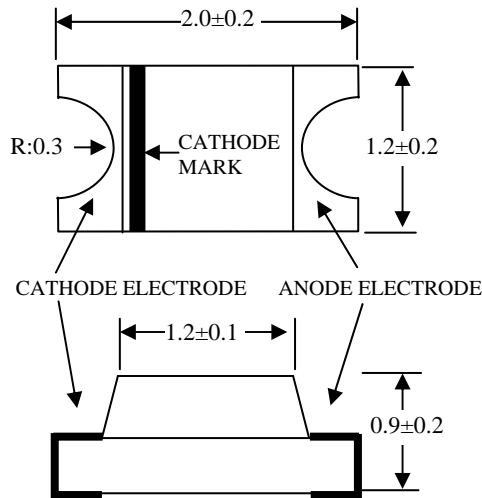 2.0±0.2
R:0.3
CATHODE
MARK
1.2±0.2
CATHODE ELECTRODE
ANODE ELECTRODE
1.2±0.1
0.9±0.2